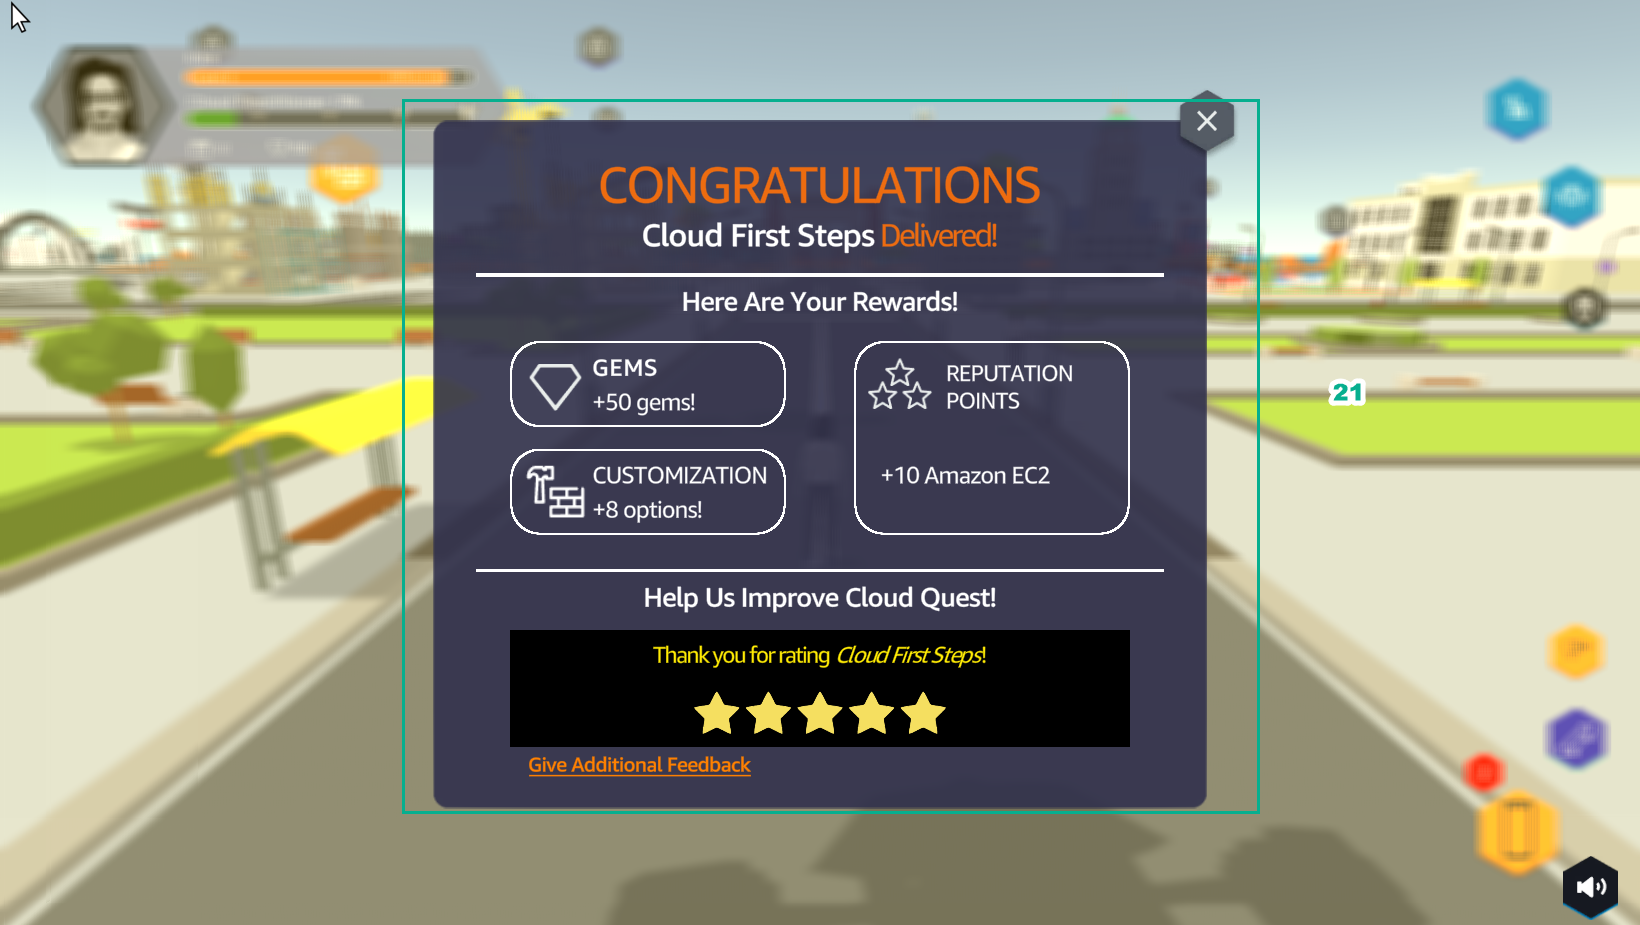 CONGRATULATIONS
Cloud First Steps Delivered!
Here Are Your Rewards!
GEMS
+50 gems!
CUSTOMIZATION
+8 options!
REPUTATION
POINTS
+10 Amazon EC2
21
Help Us Improve Cloud Quest!
Thank you for rating Cloud First Steps!
Give Additional Feedback